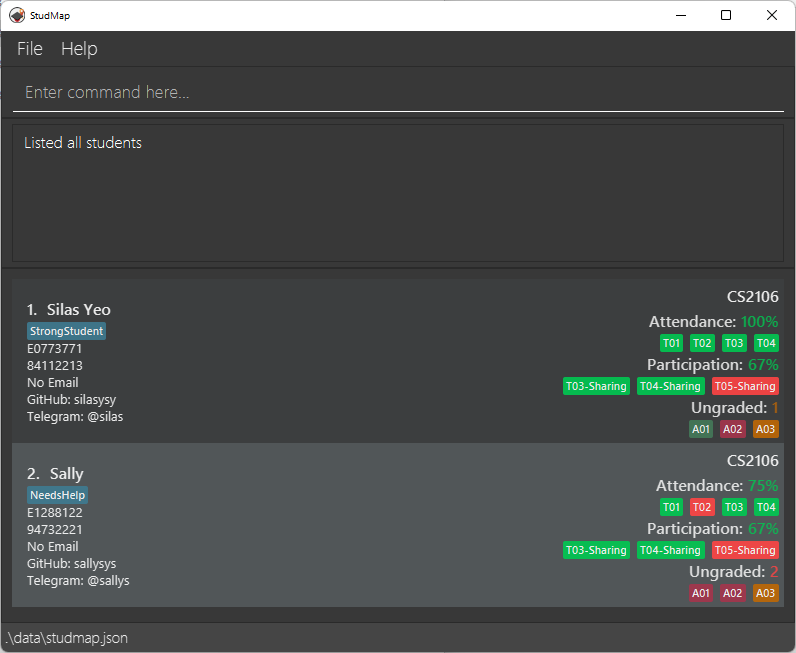 StudMap
File Help
Enter command here...
Listed all students
CS2106
1. Silas Yeo
Attendance: 100%
StrongStudent
T01 T02 T03 T04
E0773771
84112213
Participation: 67%
No Email
T03-Sharing T04-Sharing T05-Sharing
GitHub: silasysy
Ungraded: 1
Telegram: @silas
A01 A02 A03
CS2106
2. Sally
Attendance: 75%
NeedsHelp
T01 T02 T03 T04
E1288122
94732221
Participation: 67%
No Email
T03-Sharing T04-Sharing T05-Sharing
GitHub: sallysys
Ungraded: 2
Telegram: @sallys
A01 A02 A03
.\data\studmap.json